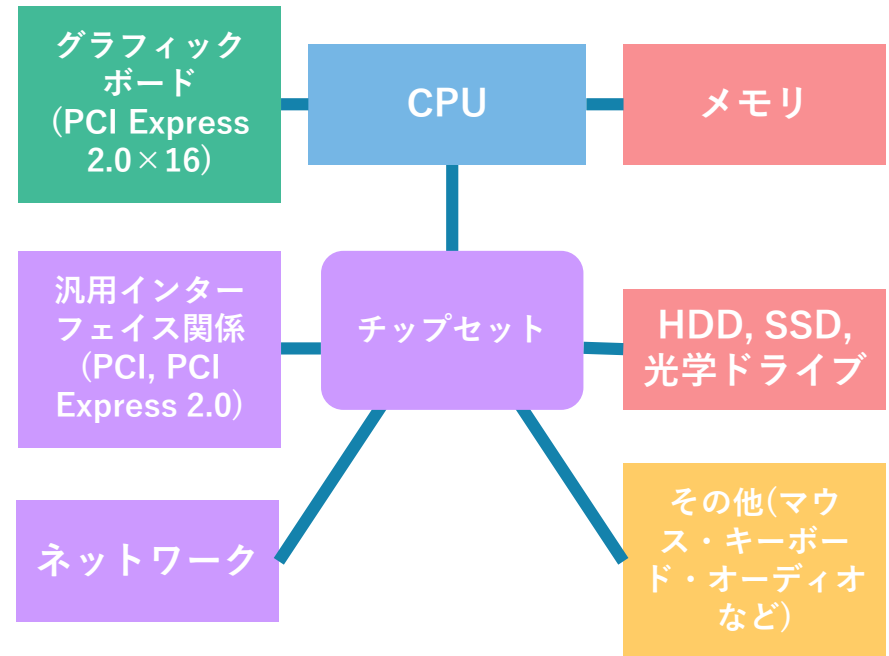 グラフィック
ボード
(PCI Express
2.0×16)
CPU
メモリ
汎用インター
フェイス関係
(PCI, PCI
Express 2.0)
チップセット
HDD, SSD,
光学ドライブ
ネットワーク
その他(マウ
ス・キーボー
ド・オーディオ
など)